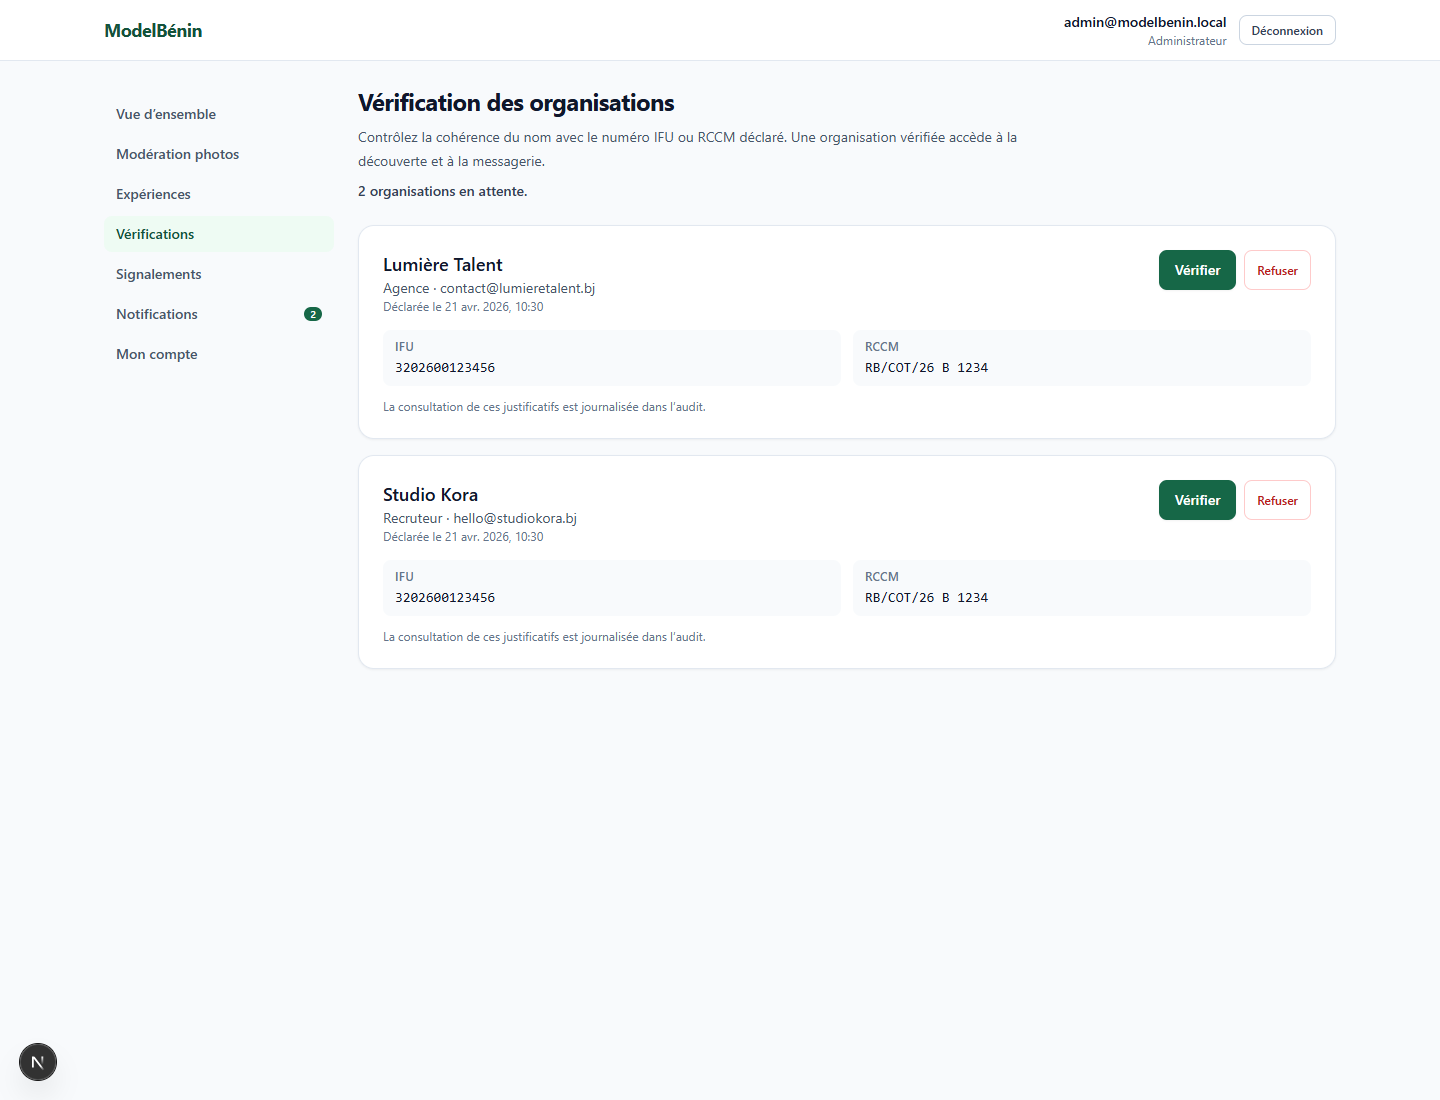 ModelBénin
admin@modelbenin.local
Administrateur
Déconnexion
Vue d’ensemble
Modération photos
Expériences
Vérifications
Signalements
Notifications 2
Mon compte
Vérification des organisations
Contrôlez la cohérence du nom avec le numéro IFU ou RCCM déclaré. Une organisation vérifiée accède à la
découverte et à la messagerie.
2 organisations en attente.
Lumière Talent
Agence · contact@lumieretalent.bj
Déclarée le 21 avr. 2026, 10:30
Vérifier Refuser
IFU
3202600123456
RCCM
RB/COT/26 B 1234
La consultation de ces justificatifs est journalisée dans l’audit.
Studio Kora
Recruteur · hello@studiokora.bj
Déclarée le 21 avr. 2026, 10:30
Vérifier Refuser
IFU
3202600123456
RCCM
RB/COT/26 B 1234
La consultation de ces justificatifs est journalisée dans l’audit.
N